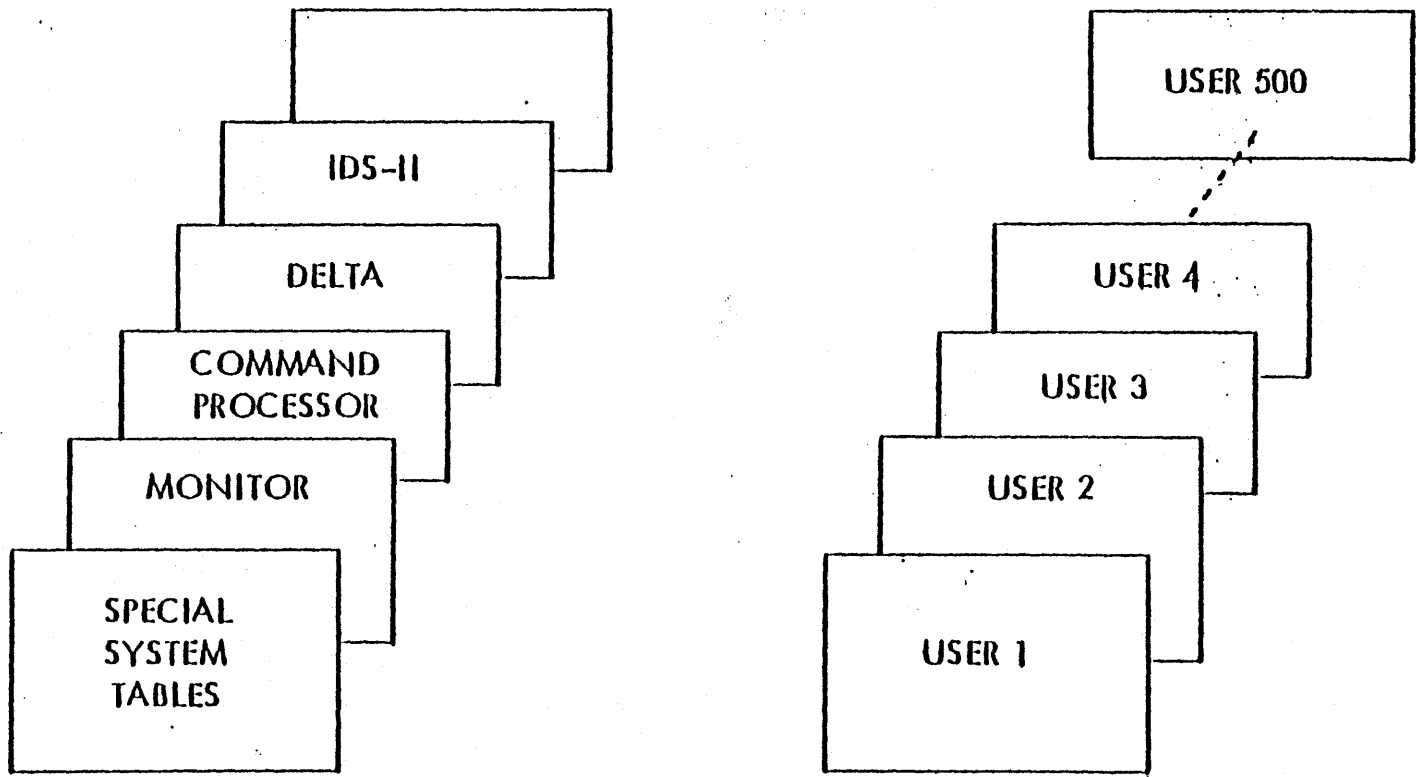 IDS-II
DELTA
COMMAND
PROCESSOR
MONITOR
SPECIAL
SYSTEM
TABLES
USER 500
USER 4
USER 3
USER 2
USER 1